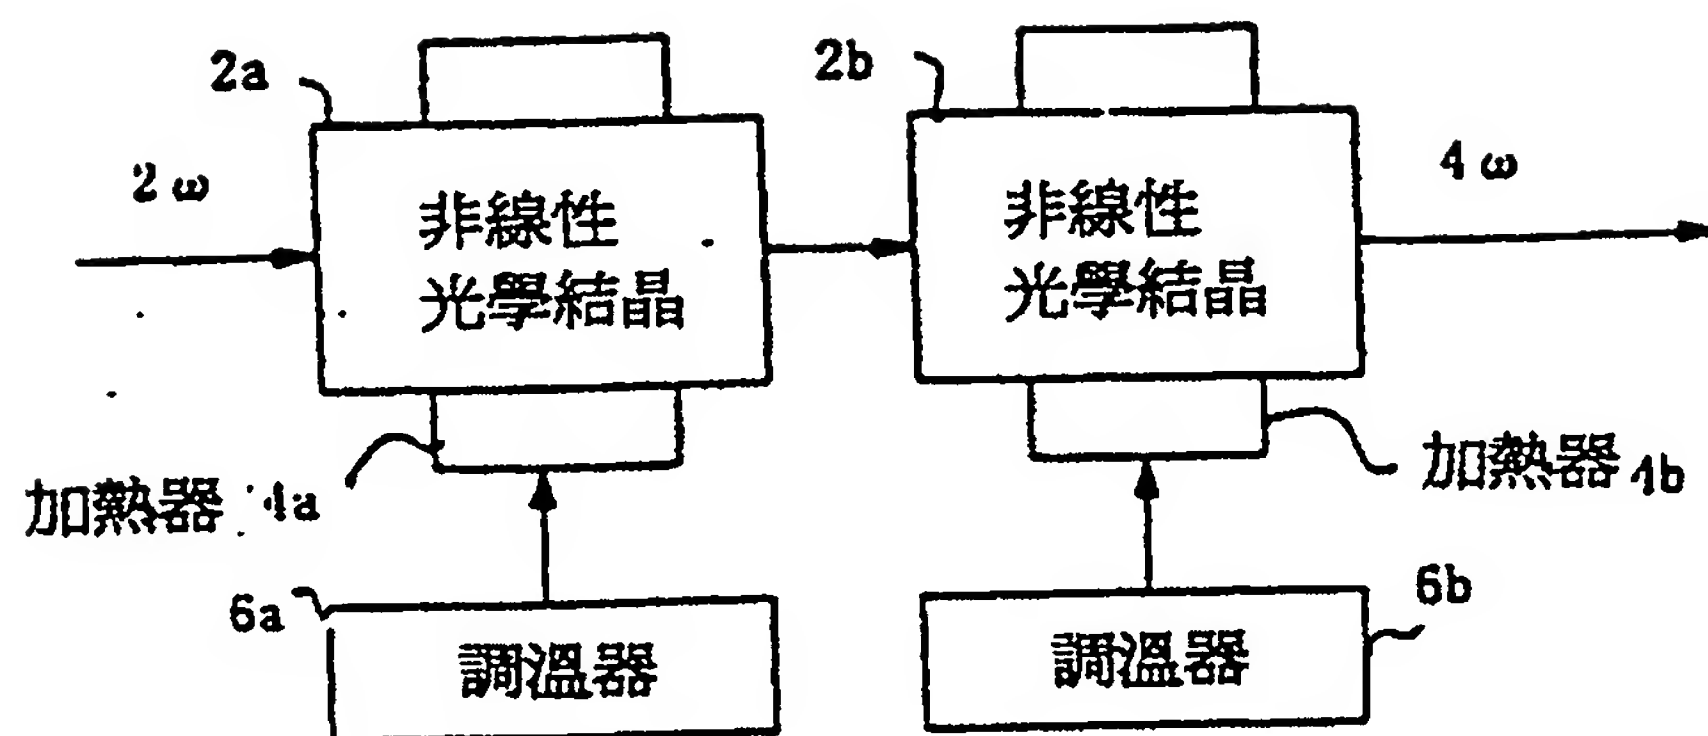 2a
2b
2ω
4ω
非線性
光學結晶
非線性
光學結晶
加熱器 4a
加熱器 4b
6a
6b
調溫器
調溫器